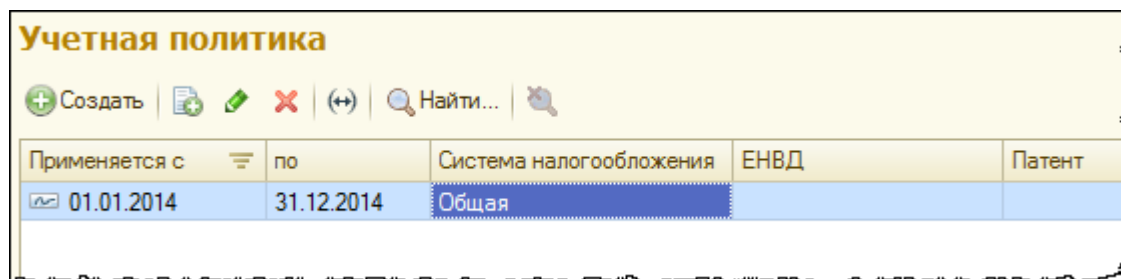 Учетная политика
Создать Найти...
Применяется с по Система налогообложения ЕНВД Патент
01.01.2014 31.12.2014 Общая